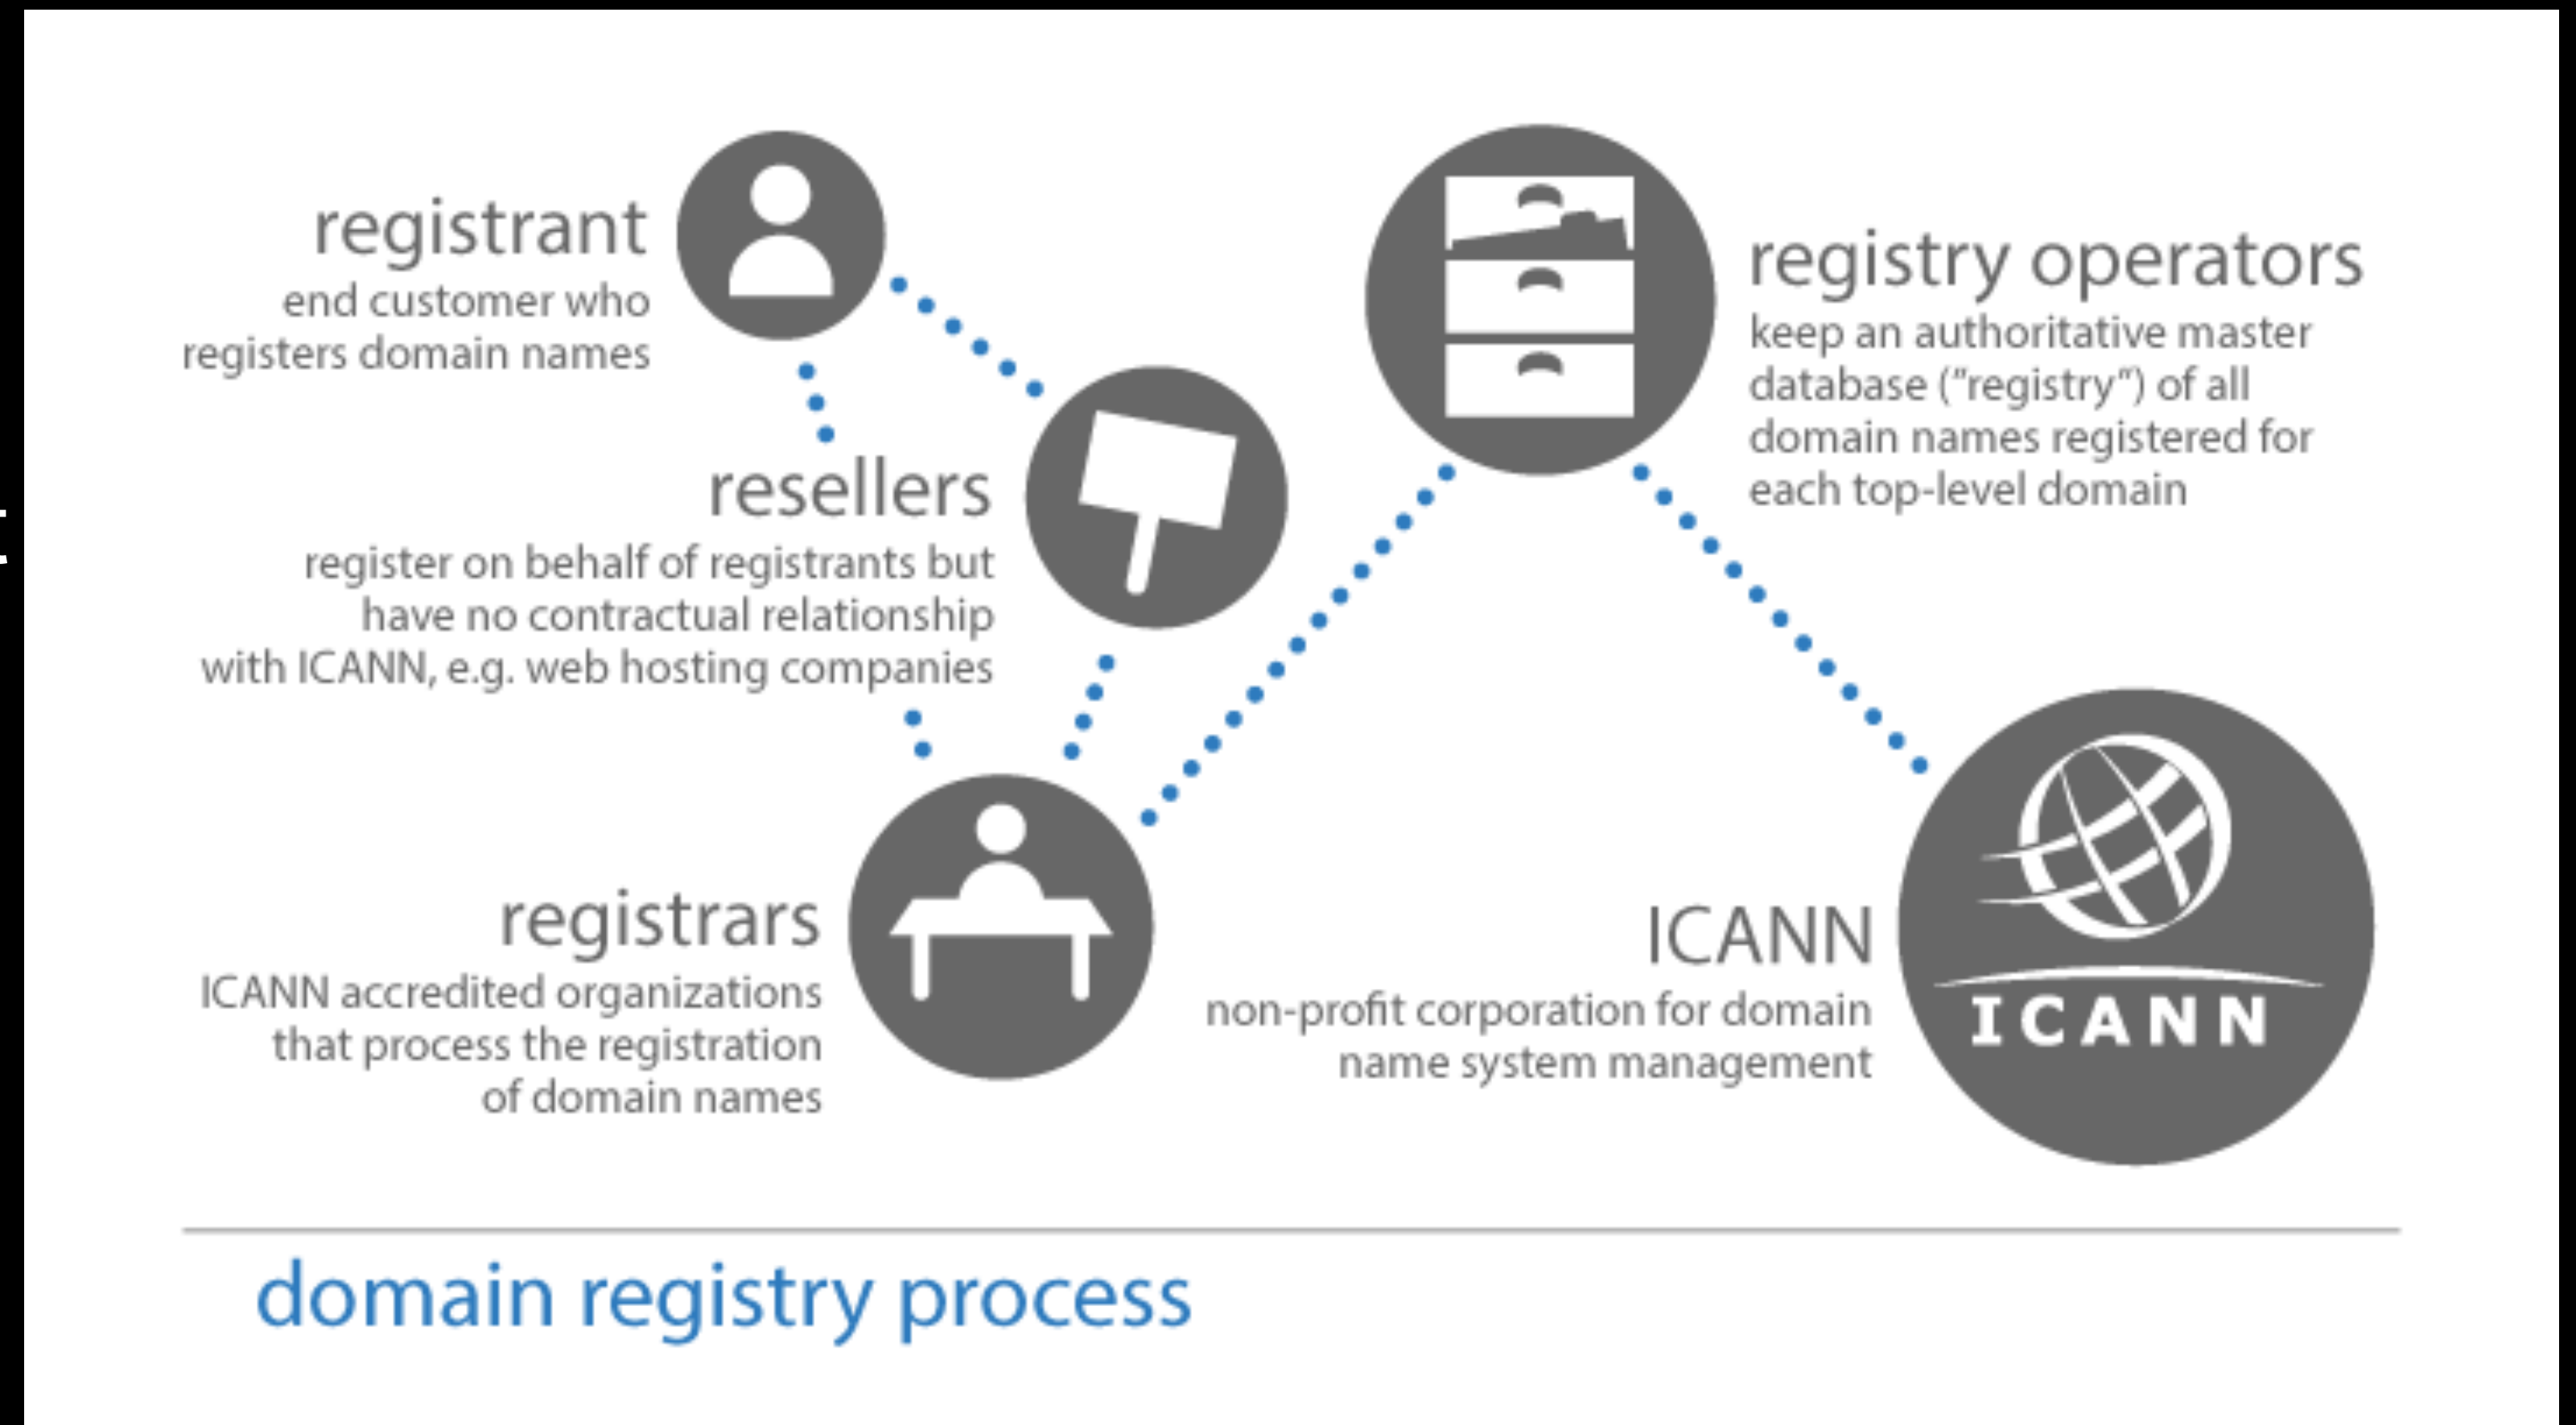 registrant
end customer who
registers domain names
resellers
register on behalf of registrants but
have no contractual relationship
with ICANN, e.g. web hosting companies
registrars
ICANN accredited organizations
that process the registration
of domain names
registry operators
keep an authoritative master
database ("registry") of all
domain names registered for
each top-level domain
ICANN
non-profit corporation for domain
name system management
ICANN
domain registry process